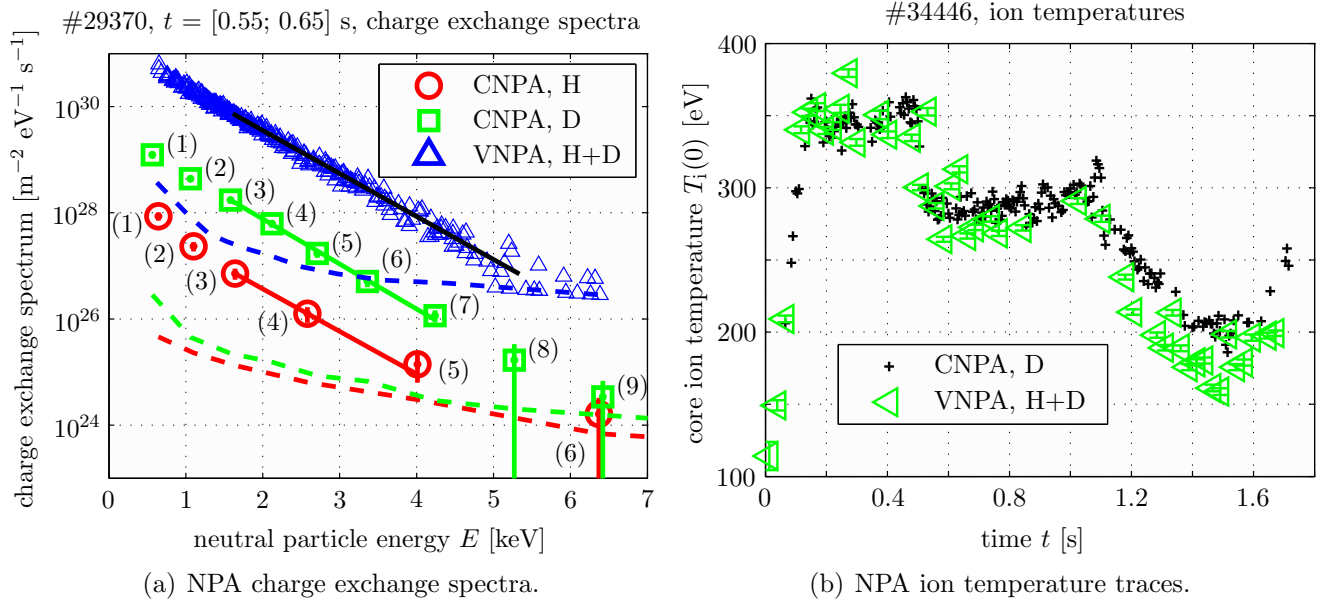 #29370, t = [0.55; 0.65] s, charge exchange spectra
charge exchange spectrum [m⁻² eV⁻¹ s⁻¹]
10³⁰
10²⁸
10²⁶
10²⁴
CNPA, H
CNPA, D
VNPA, H+D
(1)
(2)
(3)
(4)
(5)
(6)
(7)
(8)
(9)
(1)
(2)
(3)
(4)
(5)
(6)
0 1 2 3 4 5 6 7
neutral particle energy E [keV]
(a) NPA charge exchange spectra.
#34446, ion temperatures
core ion temperature Tᵢ(0) [eV]
400
300
200
100
CNPA, D
VNPA, H+D
0 0.4 0.8 1.2 1.6
time t [s]
(b) NPA ion temperature traces.